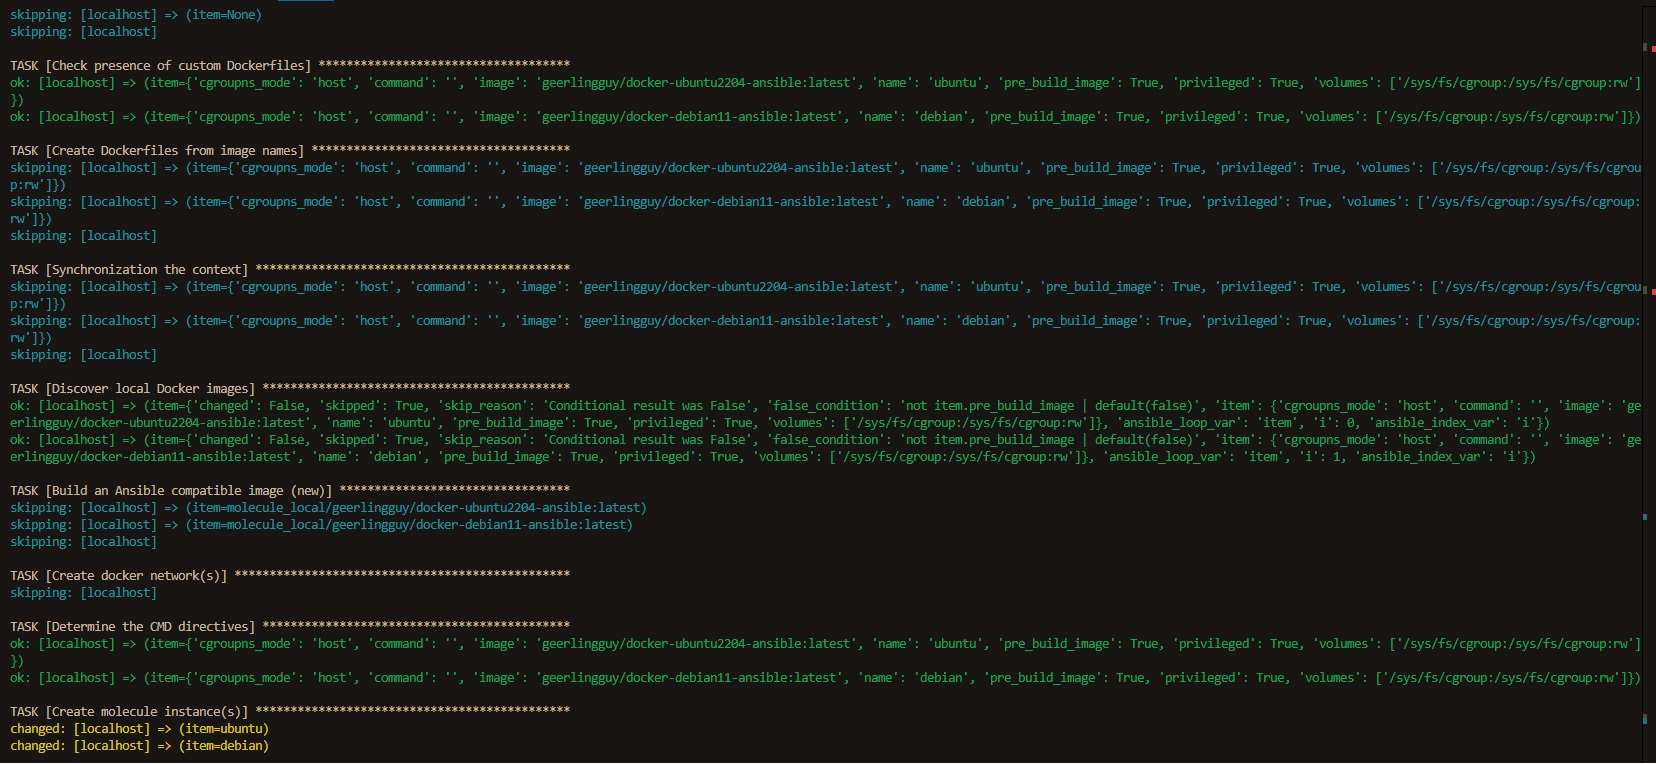 skipping: [localhost] => (item=None)
skipping: [localhost]
TASK [Check presence of custom Dockerfiles] ************************************
ok: [localhost] => (item={'cgroupns_mode': 'host', 'command': '', 'image': 'geerlingguy/docker-ubuntu2204-ansible:latest', 'name': 'ubuntu', 'pre_build_image': True, 'privileged': True, 'volumes': ['/sys/fs/cgroup:/sys/fs/cgroup:rw']
})
ok: [localhost] => (item={'cgroupns_mode': 'host', 'command': '', 'image': 'geerlingguy/docker-debian11-ansible:latest', 'name': 'debian', 'pre_build_image': True, 'privileged': True, 'volumes': ['/sys/fs/cgroup:/sys/fs/cgroup:rw']})
TASK [Create Dockerfiles from image names] *************************************
skipping: [localhost] => (item={'cgroupns_mode': 'host', 'command': '', 'image': 'geerlingguy/docker-ubuntu2204-ansible:latest', 'name': 'ubuntu', 'pre_build_image': True, 'privileged': True, 'volumes': ['/sys/fs/cgroup:/sys/fs/cgrou
p:rw']})
skipping: [localhost] => (item={'cgroupns_mode': 'host', 'command': '', 'image': 'geerlingguy/docker-debian11-ansible:latest', 'name': 'debian', 'pre_build_image': True, 'privileged': True, 'volumes': ['/sys/fs/cgroup:/sys/fs/cgroup:
rw']})
skipping: [localhost]
TASK [Synchronization the context] *********************************************
skipping: [localhost] => (item={'cgroupns_mode': 'host', 'command': '', 'image': 'geerlingguy/docker-ubuntu2204-ansible:latest', 'name': 'ubuntu', 'pre_build_image': True, 'privileged': True, 'volumes': ['/sys/fs/cgroup:/sys/fs/cgrou
p:rw']})
skipping: [localhost] => (item={'cgroupns_mode': 'host', 'command': '', 'image': 'geerlingguy/docker-debian11-ansible:latest', 'name': 'debian', 'pre_build_image': True, 'privileged': True, 'volumes': ['/sys/fs/cgroup:/sys/fs/cgroup:
rw']})
skipping: [localhost]
TASK [Discover local Docker images] ********************************************
ok: [localhost] => (item={'changed': False, 'skipped': True, 'skip_reason': 'Conditional result was False', 'false_condition': 'not item.pre_build_image | default(false)', 'item': {'cgroupns_mode': 'host', 'command': '', 'image': 'ge
erlingguy/docker-ubuntu2204-ansible:latest', 'name': 'ubuntu', 'pre_build_image': True, 'privileged': True, 'volumes': ['/sys/fs/cgroup:/sys/fs/cgroup:rw']}, 'ansible_loop_var': 'item', 'i': 0, 'ansible_index_var': 'i'})
ok: [localhost] => (item={'changed': False, 'skipped': True, 'skip_reason': 'Conditional result was False', 'false_condition': 'not item.pre_build_image | default(false)', 'item': {'cgroupns_mode': 'host', 'command': '', 'image': 'ge
erlingguy/docker-debian11-ansible:latest', 'name': 'debian', 'pre_build_image': True, 'privileged': True, 'volumes': ['/sys/fs/cgroup:/sys/fs/cgroup:rw']}, 'ansible_loop_var': 'item', 'i': 1, 'ansible_index_var': 'i'})
TASK [Build an Ansible compatible image (new)] *********************************
skipping: [localhost] => (item=molecule_local/geerlingguy/docker-ubuntu2204-ansible:latest)
skipping: [localhost] => (item=molecule_local/geerlingguy/docker-debian11-ansible:latest)
skipping: [localhost]
TASK [Create docker network(s)] ************************************************
skipping: [localhost]
TASK [Determine the CMD directives] ********************************************
ok: [localhost] => (item={'cgroupns_mode': 'host', 'command': '', 'image': 'geerlingguy/docker-ubuntu2204-ansible:latest', 'name': 'ubuntu', 'pre_build_image': True, 'privileged': True, 'volumes': ['/sys/fs/cgroup:/sys/fs/cgroup:rw']
})
ok: [localhost] => (item={'cgroupns_mode': 'host', 'command': '', 'image': 'geerlingguy/docker-debian11-ansible:latest', 'name': 'debian', 'pre_build_image': True, 'privileged': True, 'volumes': ['/sys/fs/cgroup:/sys/fs/cgroup:rw']})
TASK [Create molecule instance(s)] *********************************************
changed: [localhost] => (item=ubuntu)
changed: [localhost] => (item=debian)